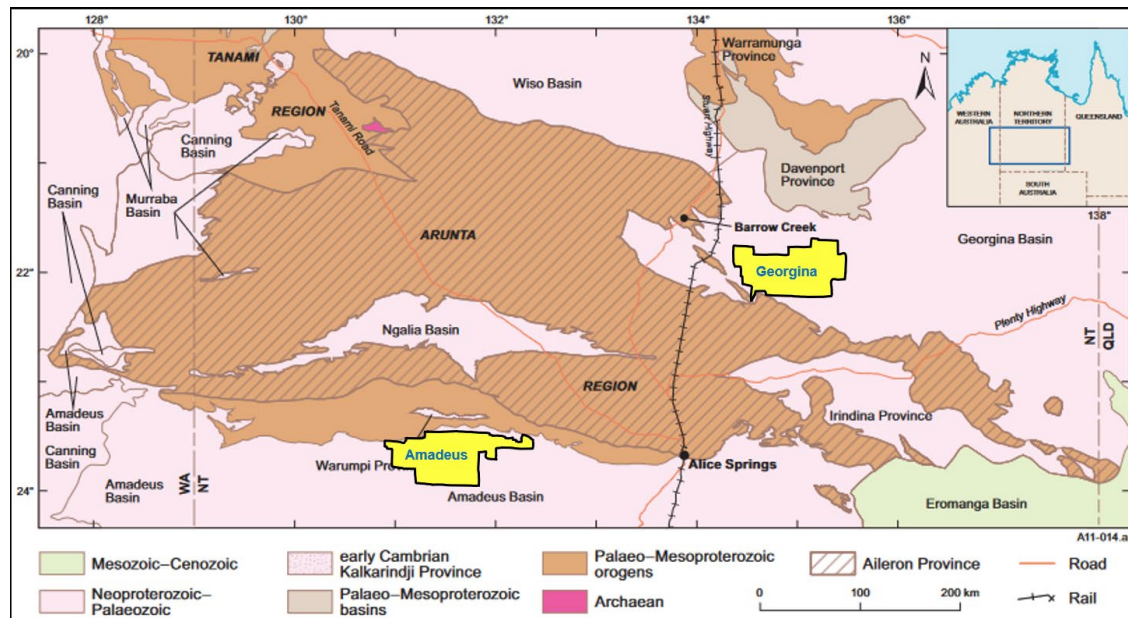 128°
130°
132°
134°
136°
20°
TANAMI
REGION
Tanami Road
Wiso Basin
Warramunga
Province
N
Stuart Highway
WESTERN
AUSTRALIA
NORTHERN
TERRITORY
QUEENSLAND
SOUTH
AUSTRALIA
138°
Canning
Basin
Canning
Basin
Murraba
Basin
Davenport
Province
ARUNTA
Barrow Creek
Georgina Basin
22°
Georgina
Plenty Highway
Ngalia Basin
NT
QLD
REGION
Irindina Province
Amadeus
Basin
Canning
Basin
Amadeus
Warumpi
Alice Springs
24°
Amadeus
Basin
WA
NT
Amadeus Basin
Eromanga Basin
Mesozoic–Cenozoic
early Cambrian
Kalkarindji Province
Palaeo–Mesoproterozoic
orogens
Aileron Province
Road
Neoproterozoic–
Palaeozoic
Palaeo–Mesoproterozoic
basins
Archaean
0 100 200 km
Rail